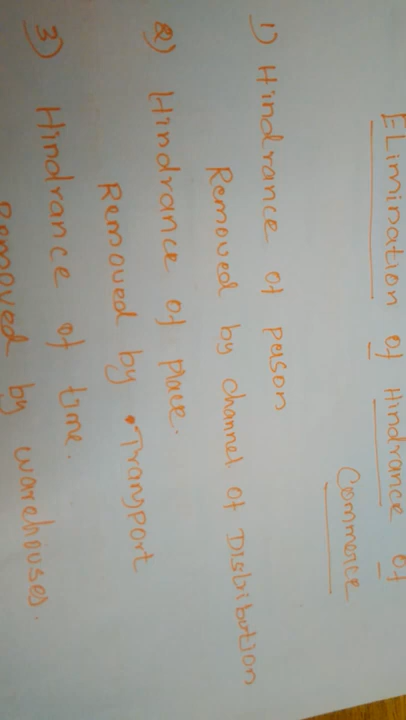 ELimination of Hindrance of
Commerce
1) Hindrance of pason
Removed by channel of Distribution
2) Hindrance of place.
Removed by Transport
3) Hindrance of time.
Removed by warehouses.